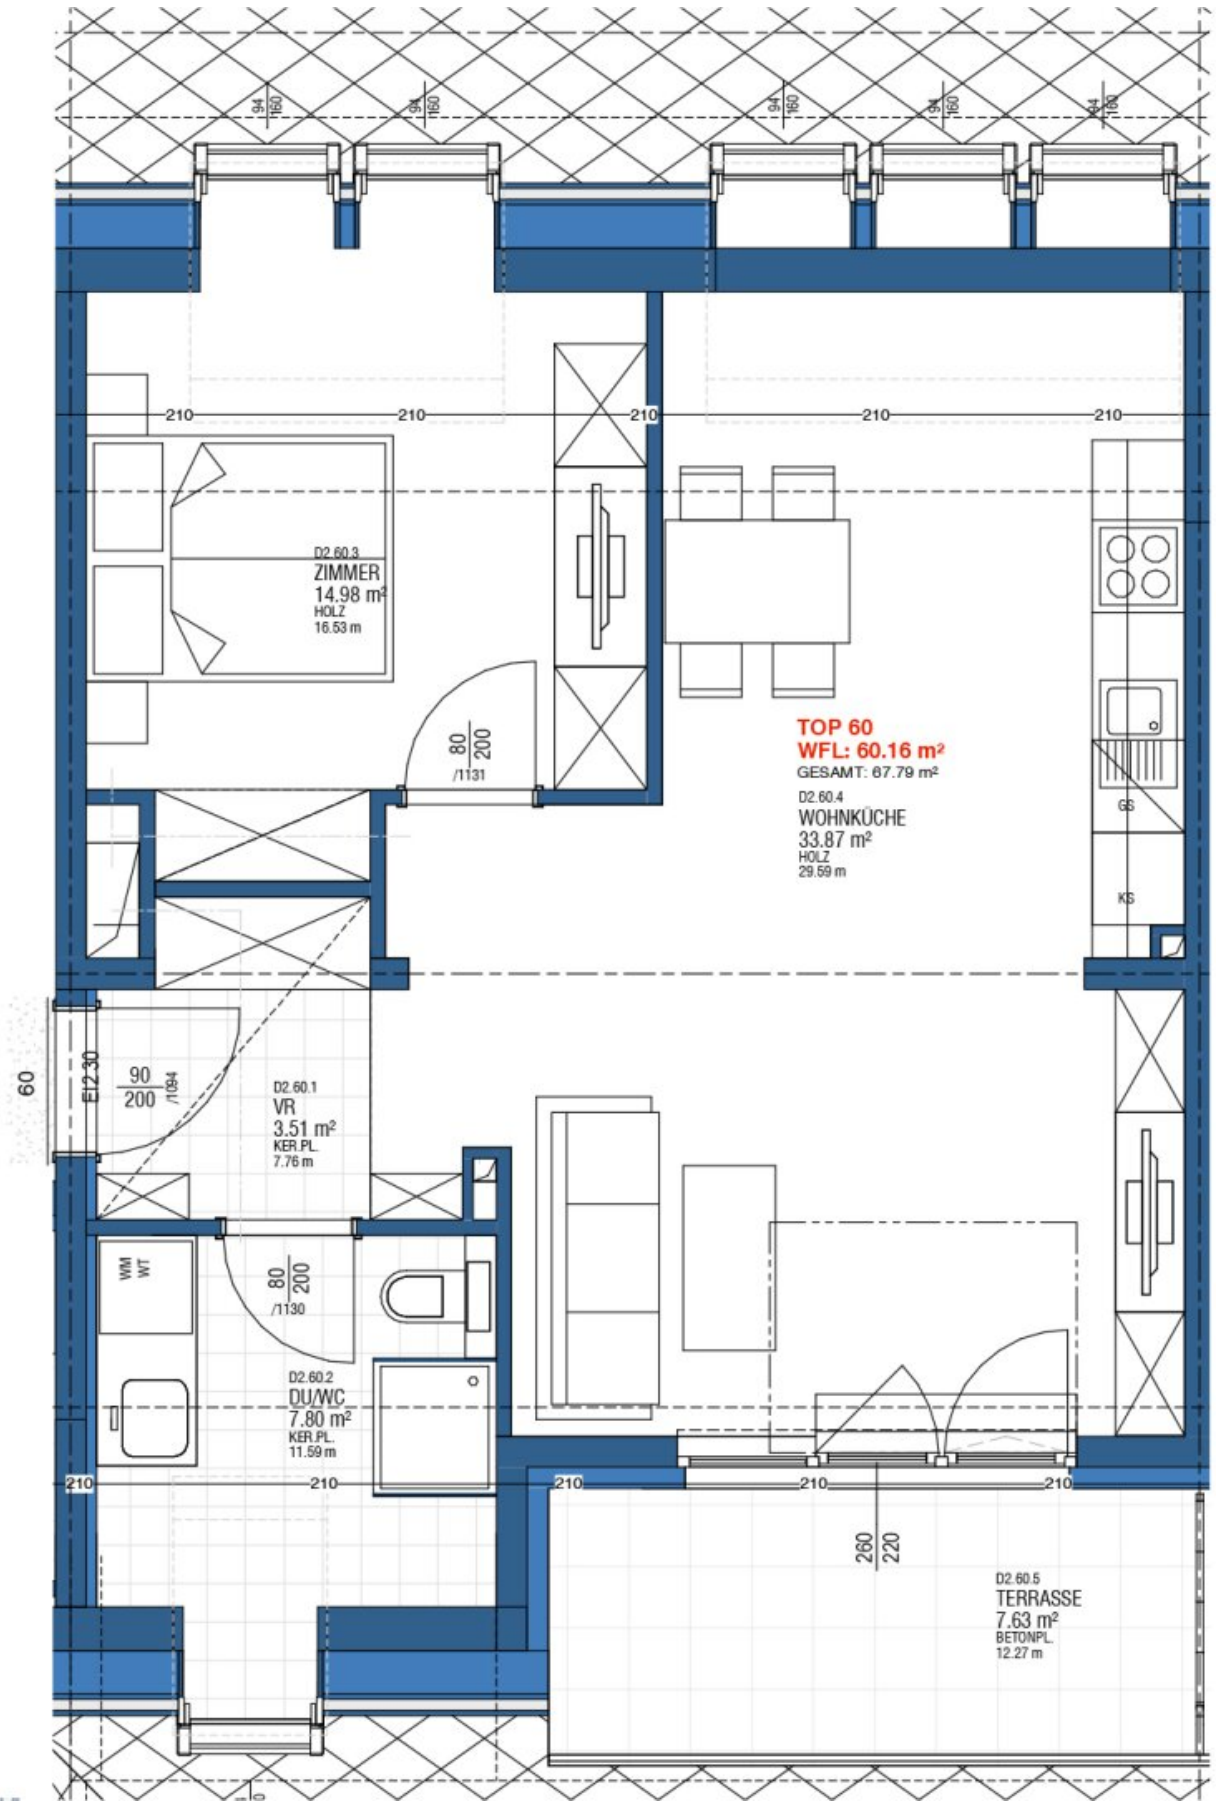 94
160
94
160
94
160
94
160
94
160
210 210 210 210 210
D2.60.3
ZIMMER
14.98 m²
HOLZ
16.53 m
80
200
/1131
TOP 60
WFL: 60.16 m²
GESAMT: 67.79 m²
D2.60.4
WOHNKÜCHE
33.87 m²
HOLZ
29.59 m
GS
KS
60
EI2 30
90
200
/1094
D2.60.1
VR
3.51 m²
KER.PL.
7.76 m
WM
WT
80
200
/1130
D2.60.2
DU/WC
7.80 m²
KER.PL.
11.59 m
210 210 210 210 210
260
220
D2.60.5
TERRASSE
7.63 m²
BETONPL.
12.27 m